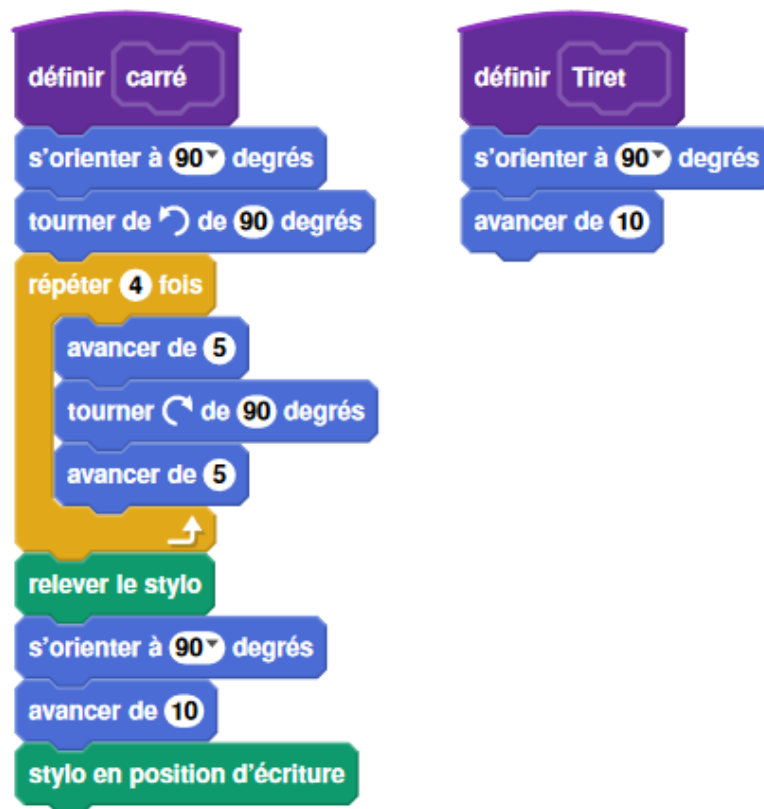 définir carré
s'orienter à 90 degrés
tourner de de 90 degrés
répéter 4 fois
avancer de 5
tourner de 90 degrés
avancer de 5
relever le stylo
s'orienter à 90 degrés
avancer de 10
stylo en position d'écriture
définir Tiret
s'orienter à 90 degrés
avancer de 10